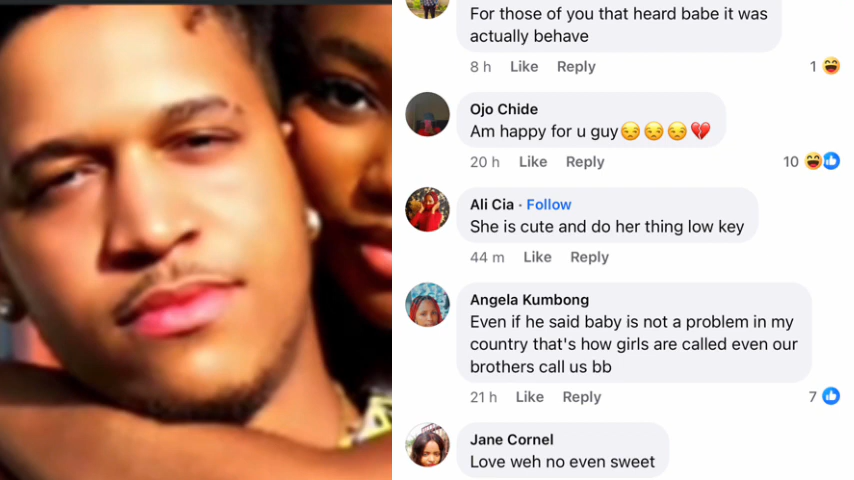 For those of you that heard babe it was
actually behave
8 h Like Reply 1 😆
Ojo Chide
Am happy for u guy😒😒😒💔
20 h Like Reply 10 😆👍
Ali Cia · Follow
She is cute and do her thing low key
44 m Like Reply
Angela Kumbong
Even if he said baby is not a problem in my
country that's how girls are called even our
brothers call us bb
21 h Like Reply 7 👍
Jane Cornel
Love weh no even sweet